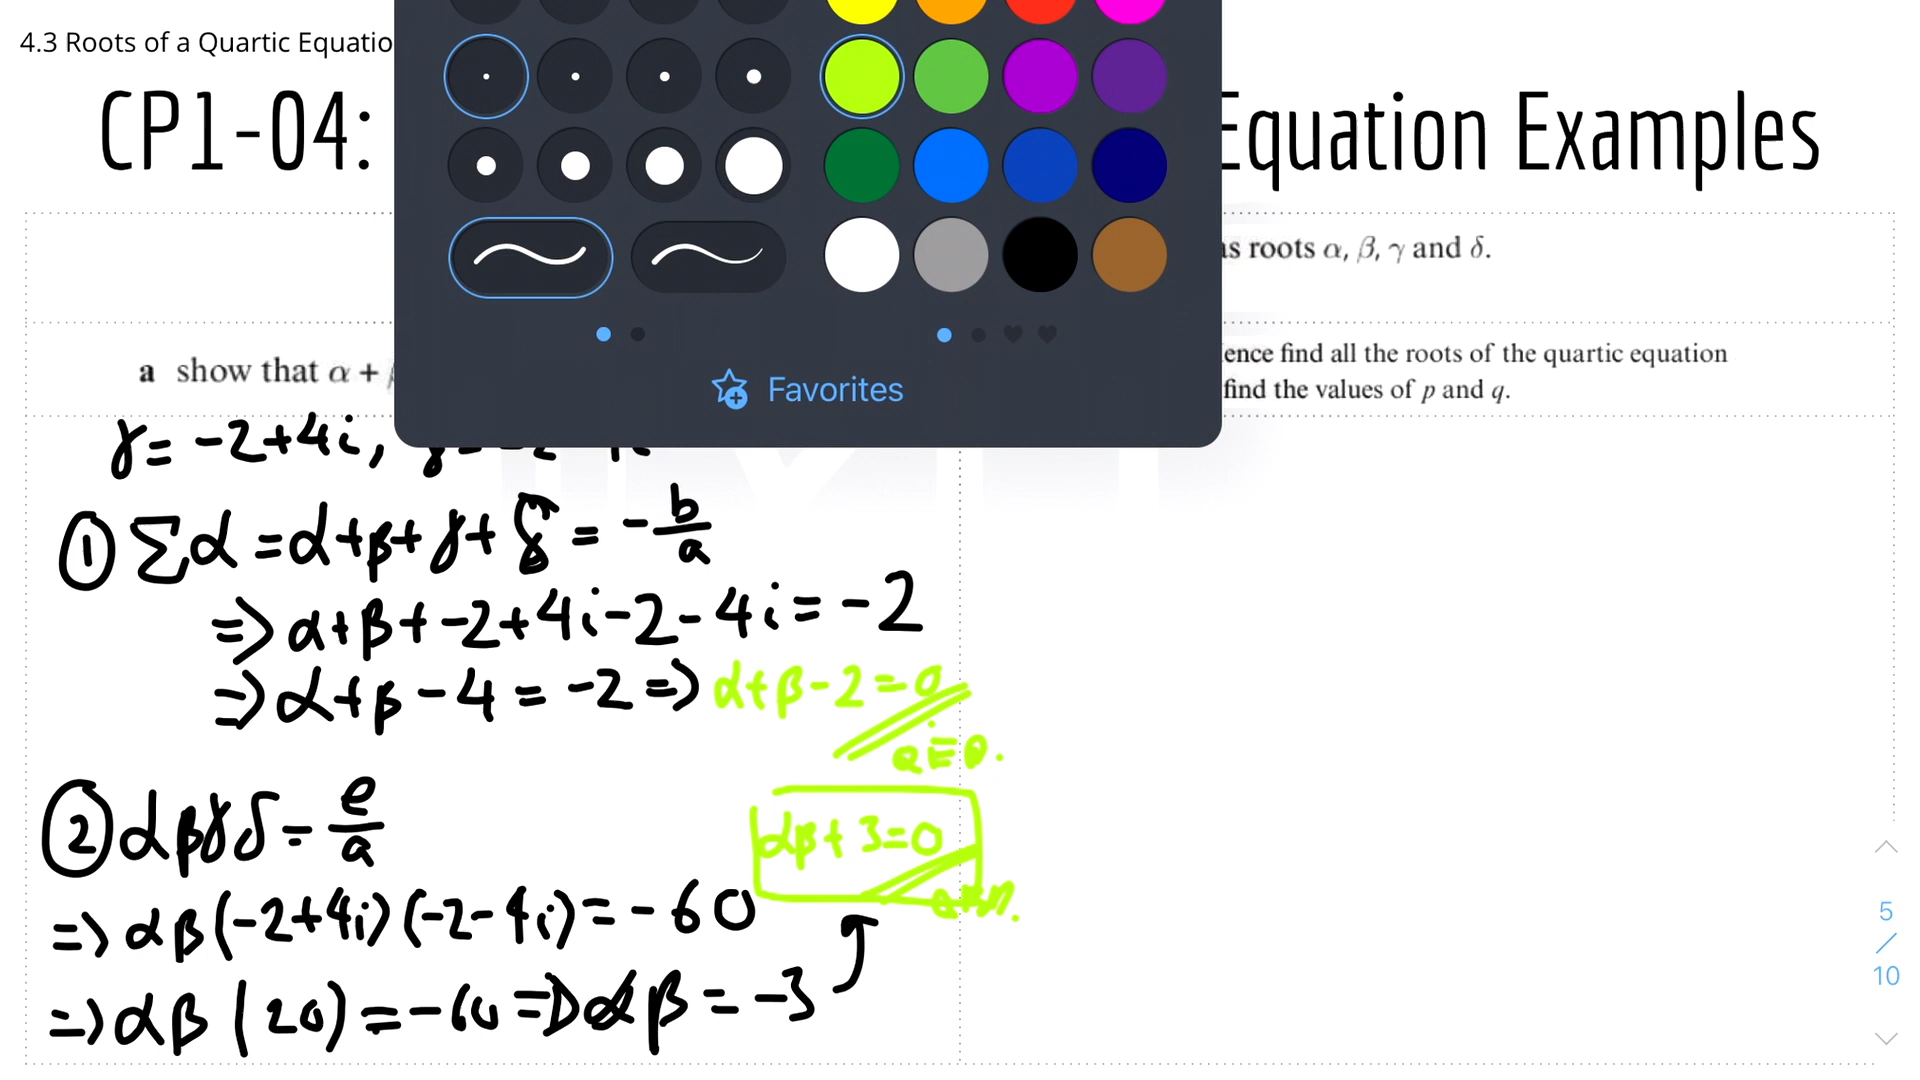 4.3 Roots of a Quartic Equatio
CP1-04: Equation Examples
s roots α, β, γ and δ.
a show that α +
ence find all the roots of the quartic equation
find the values of p and q.
Favorites
γ = -2+4i,
① Σα = α+β+γ+δ = -b/a
⇒ α+β+-2+4i-2-4i = -2
⇒ α+β-4 = -2 ⇒ α+β-2=0
Q.E.D.
② αβγδ = e/a
αβ+3=0
⇒ αβ(-2+4i)(-2-4i) = -60
⇒ αβ(20) = -60 ⇒ αβ = -3
5
/
10